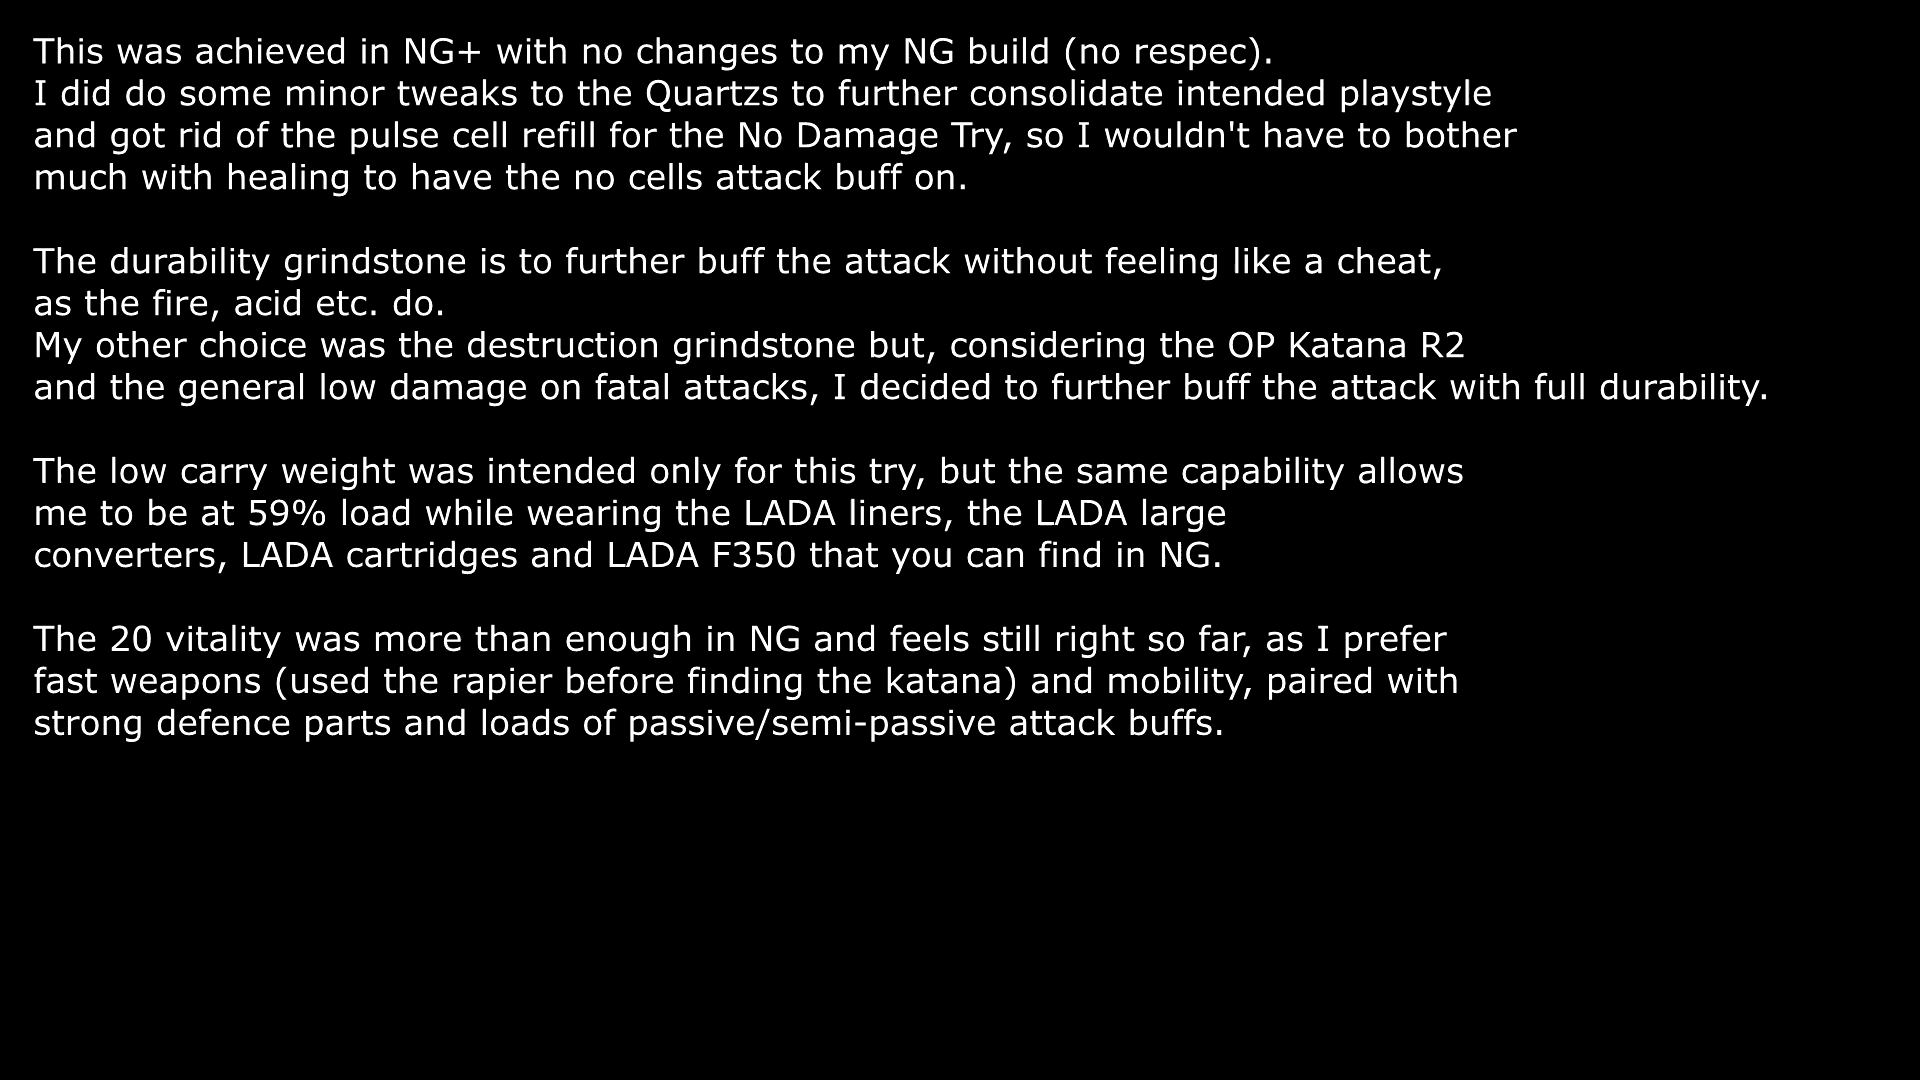 This was achieved in NG+ with no changes to my NG build (no respec).
I did do some minor tweaks to the Quartzs to further consolidate intended playstyle
and got rid of the pulse cell refill for the No Damage Try, so I wouldn't have to bother
much with healing to have the no cells attack buff on.
The durability grindstone is to further buff the attack without feeling like a cheat,
as the fire, acid etc. do.
My other choice was the destruction grindstone but, considering the OP Katana R2
and the general low damage on fatal attacks, I decided to further buff the attack with full durability.
The low carry weight was intended only for this try, but the same capability allows
me to be at 59% load while wearing the LADA liners, the LADA large
converters, LADA cartridges and LADA F350 that you can find in NG.
The 20 vitality was more than enough in NG and feels still right so far, as I prefer
fast weapons (used the rapier before finding the katana) and mobility, paired with
strong defence parts and loads of passive/semi-passive attack buffs.